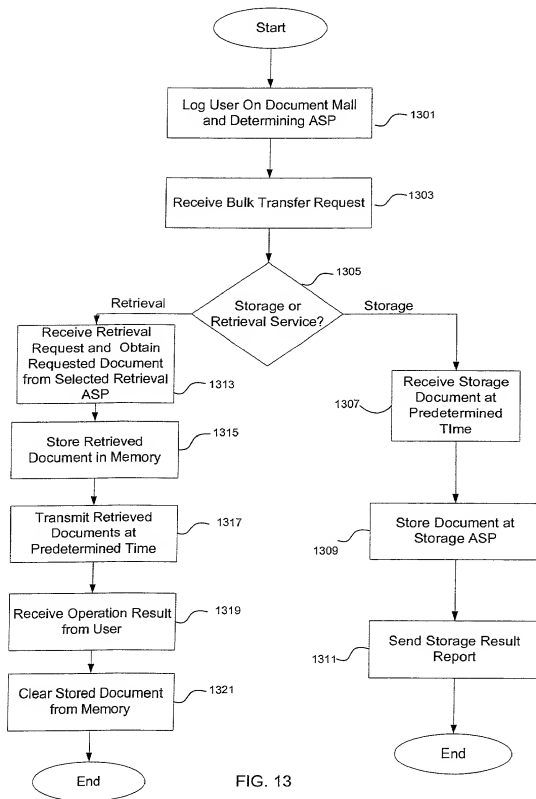 Start
Log User On Document Mall
and Determining ASP
1301
Receive Bulk Transfer Request
1303
1305
Storage or
Retrieval Service?
Retrieval
Storage
Receive Retrieval
Request and Obtain
Requested Document
from Selected Retrieval
ASP
1313
Receive Storage
Document at
Predetermined
TIme
1307
Store Retrieved
Document in Memory
1315
Transmit Retrieved
Documents at
Predetermined Time
1317
Store Document at
Storage ASP
1309
Receive Operation Result
from User
1319
Send Storage Result
Report
1311
Clear Stored Document
from Memory
1321
End
End
FIG. 13